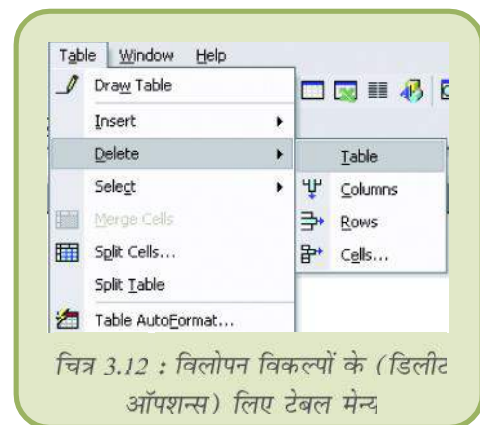 Table Window Help
Draw Table
Insert
Delete
Table
Select
Columns
Merge Cells
Rows
Split Cells...
Cells...
Split Table
Table AutoFormat...
चित्र 3.12 : विलोपन विकल्पों के (डिलीट
ऑपशन्स) लिए टेबल मेन्